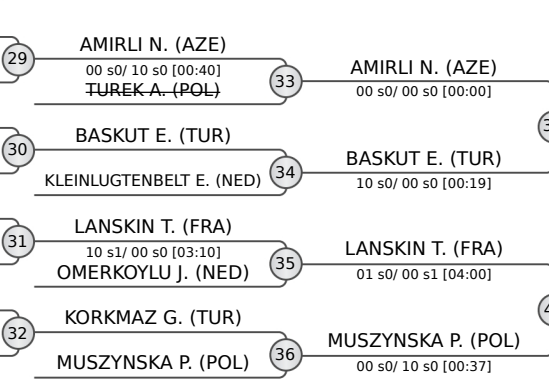 29
AMIRLI N. (AZE)
00 s0/ 10 s0 [00:40]
TUREK A. (POL)
33
AMIRLI N. (AZE)
00 s0/ 00 s0 [00:00]
30
BASKUT E. (TUR)
KLEINLUGTENBELT E. (NED)
34
BASKUT E. (TUR)
10 s0/ 00 s0 [00:19]
31
LANSKIN T. (FRA)
10 s1/ 00 s0 [03:10]
OMERKOYLU J. (NED)
35
LANSKIN T. (FRA)
01 s0/ 00 s1 [04:00]
32
KORKMAZ G. (TUR)
MUSZYNSKA P. (POL)
36
MUSZYNSKA P. (POL)
00 s0/ 10 s0 [00:37]